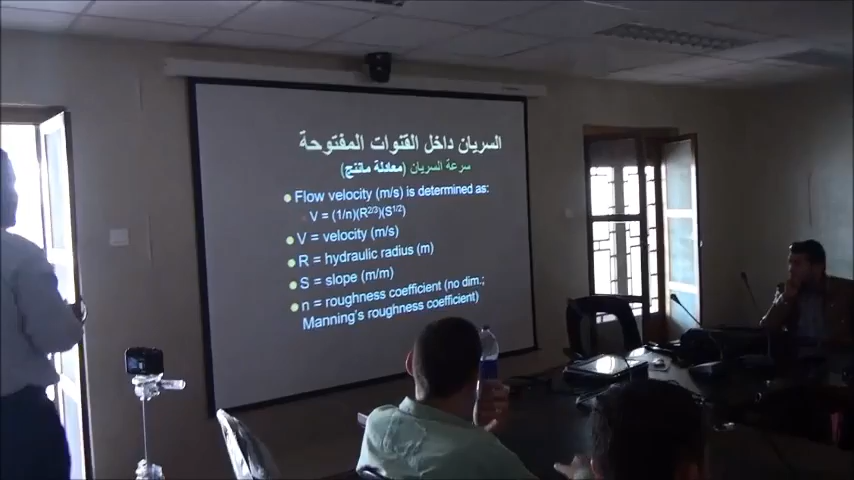 السريان داخل القنوات المفتوحة
سرعة السريان (معادلة ماننج)
Flow velocity (m/s) is determined as:
V = (1/n)(R²/³)(S¹/²)
V = velocity (m/s)
R = hydraulic radius (m)
S = slope (m/m)
n = roughness coefficient (no dim.;
Manning's roughness coefficient)